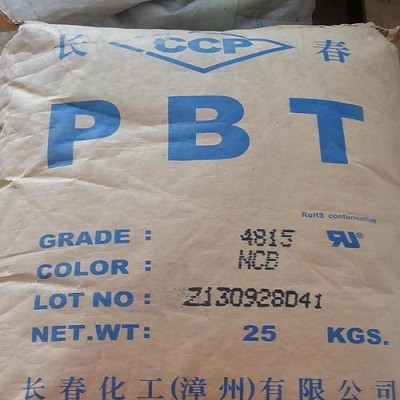 长 CCP 春
PBT
RoHS conformative
GRADE : 4815
COLOR : NCB
LOT NO : Z130928D41
NET.WT: 25 KGS.
长春化工(漳州)有限公司